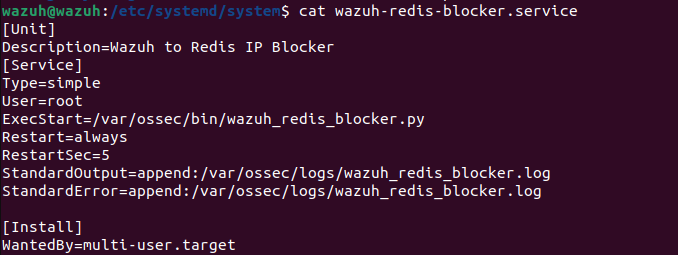 wazuh@wazuh:/etc/systemd/system$ cat wazuh-redis-blocker.service
[Unit]
Description=Wazuh to Redis IP Blocker
[Service]
Type=simple
User=root
ExecStart=/var/ossec/bin/wazuh_redis_blocker.py
Restart=always
RestartSec=5
StandardOutput=append:/var/ossec/logs/wazuh_redis_blocker.log
StandardError=append:/var/ossec/logs/wazuh_redis_blocker.log
[Install]
WantedBy=multi-user.target